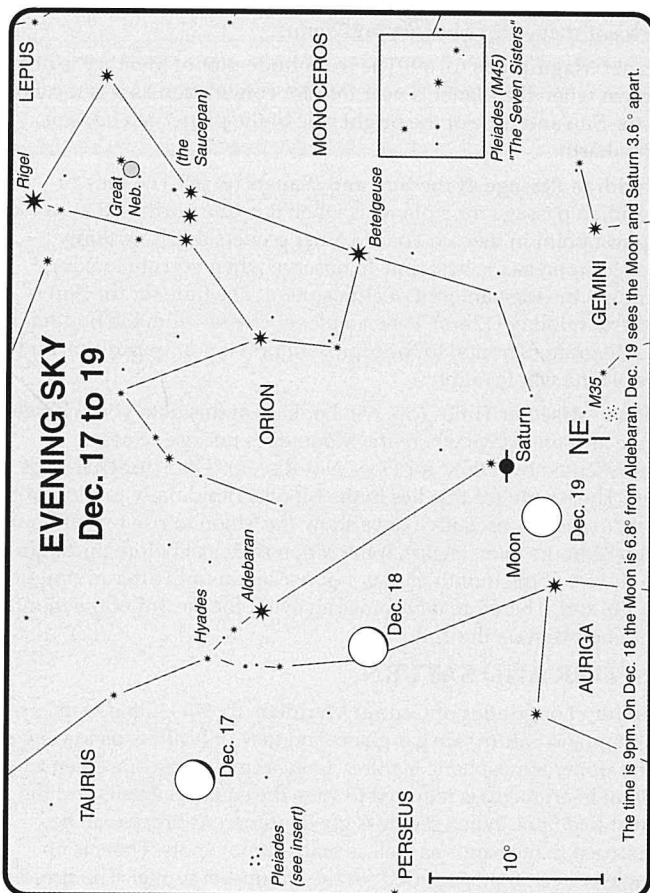 EVENING SKY
Dec. 17 to 19
LEPUS
Rigel
Great
Neb.
(the
Saucepan)
MONOCEROS
Pleiades (M45)
"The Seven Sisters"
Betelgeuse
ORION
GEMINI
M35
NE
Saturn
Moon
Dec. 19
Aldebaran
Hyades
Dec. 18
AURIGA
TAURUS
Dec. 17
Pleiades
(see insert)
PERSEUS
10°
The time is 9pm. On Dec. 18 the Moon is 6.8° from Aldebaran. Dec. 19 sees the Moon and Saturn 3.6° apart.